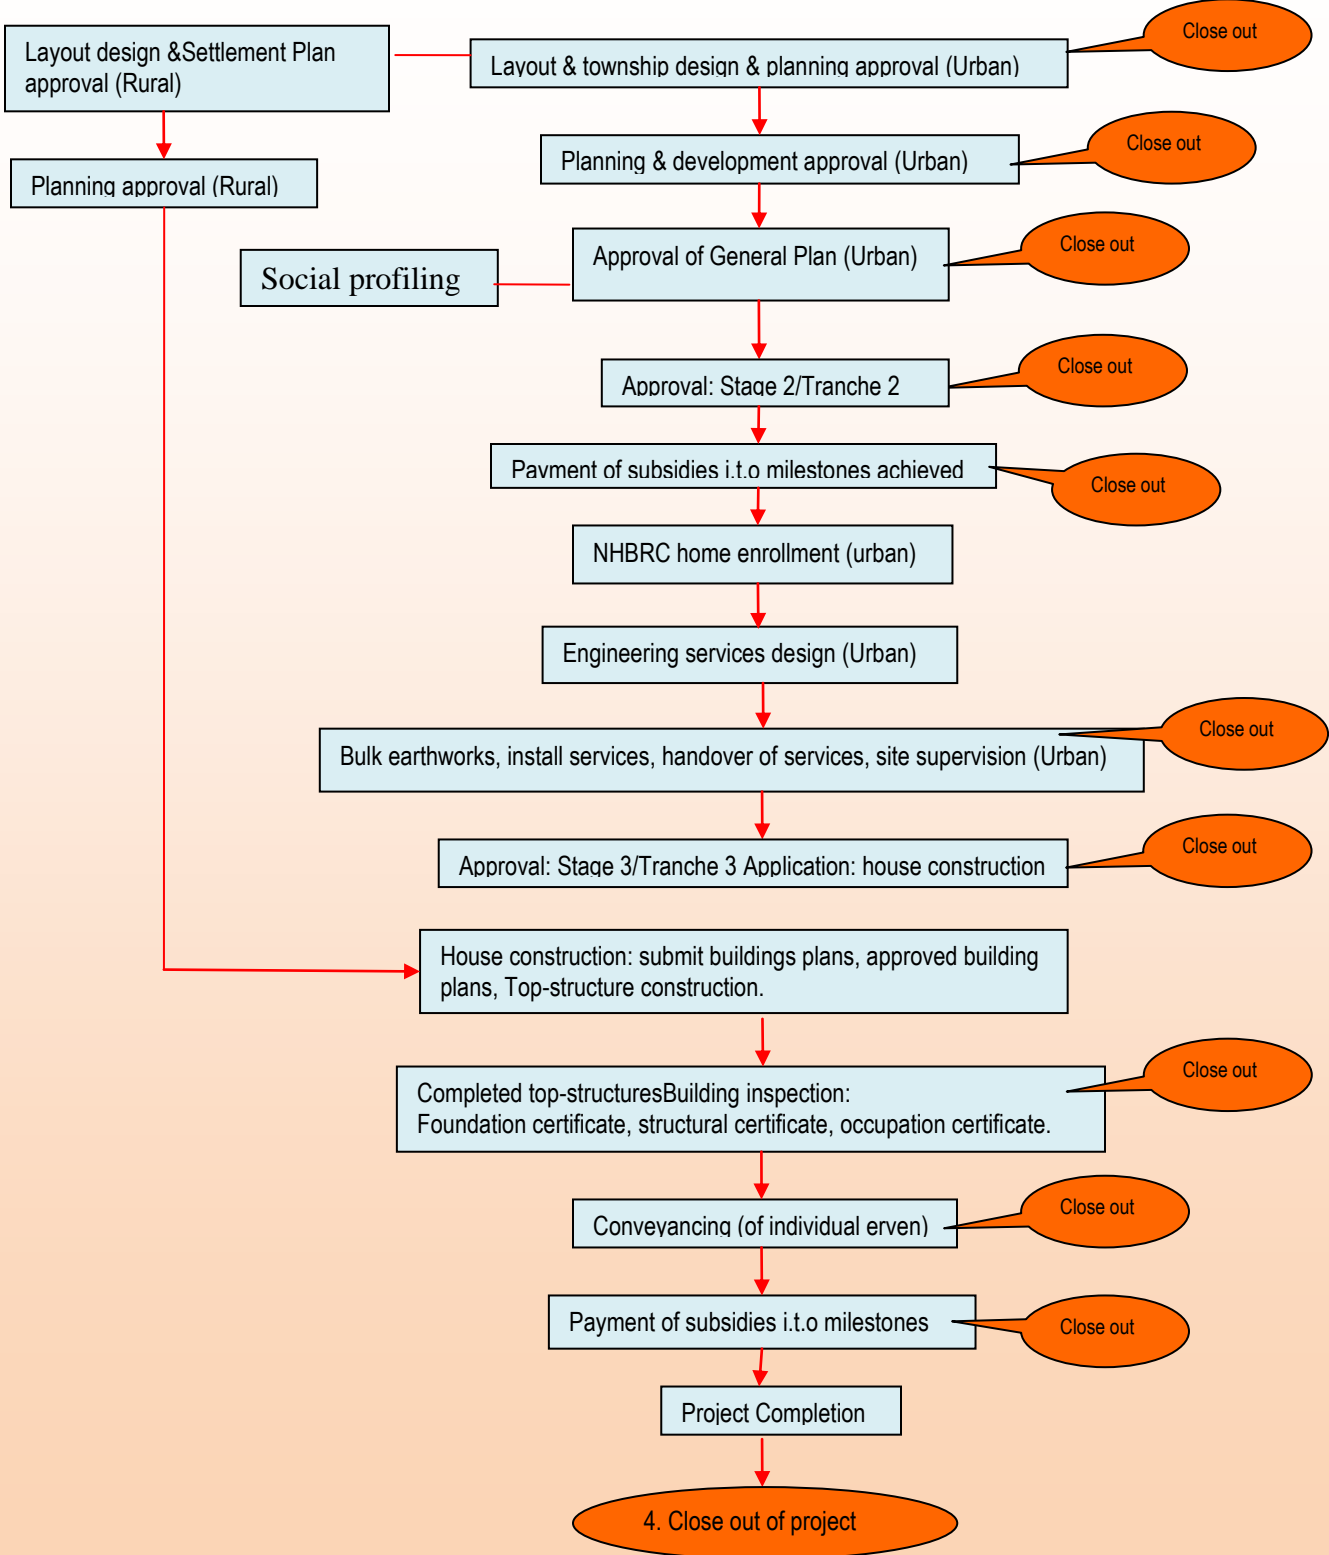 Layout design &Settlement Plan
approval (Rural)
Layout & township design & planning approval (Urban)
Close out
Planning approval (Rural)
Planning & development approval (Urban)
Close out
Social profiling
Approval of General Plan (Urban)
Close out
Approval: Stage 2/Tranche 2
Close out
Payment of subsidies i.t.o milestones achieved
Close out
NHBRC home enrollment (urban)
Engineering services design (Urban)
Bulk earthworks, install services, handover of services, site supervision (Urban)
Close out
Approval: Stage 3/Tranche 3 Application: house construction
Close out
House construction: submit buildings plans, approved building
plans, Top-structure construction.
Completed top-structuresBuilding inspection:
Foundation certificate, structural certificate, occupation certificate.
Close out
Conveyancing (of individual erven)
Close out
Payment of subsidies i.t.o milestones
Close out
Project Completion
4. Close out of project